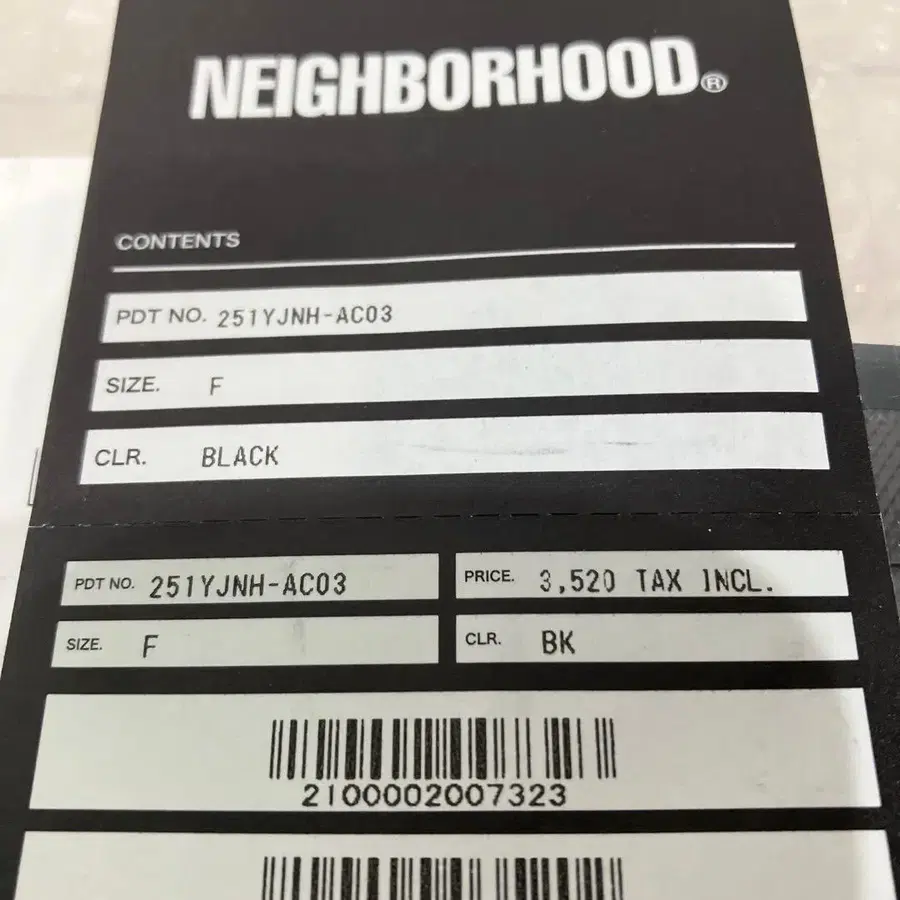 NEIGHBORHOOD®
CONTENTS
PDT NO. 251YJNH-AC03
SIZE. F
CLR. BLACK
PDT NO. 251YJNH-AC03
PRICE. 3,520 TAX INCL.
SIZE. F
CLR. BK
2100002007323